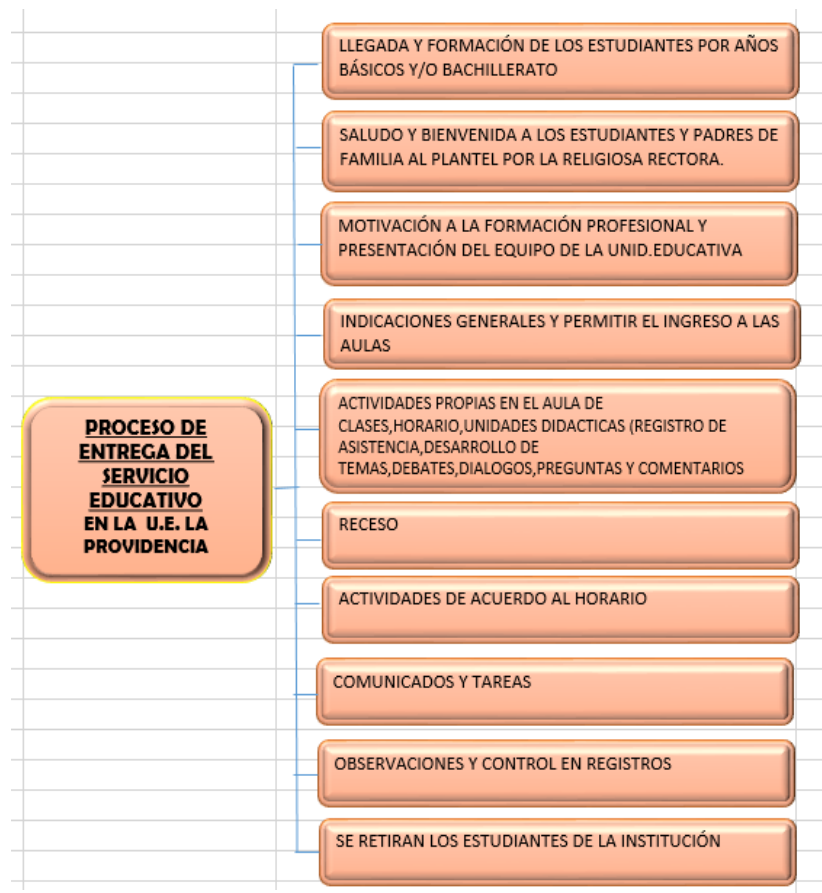 LLEGADA Y FORMACIÓN DE LOS ESTUDIANTES POR AÑOS
BÁSICOS Y/O BACHILLERATO
SALUDO Y BIENVENIDA A LOS ESTUDIANTES Y PADRES DE
FAMILIA AL PLANTEL POR LA RELIGIOSA RECTORA.
MOTIVACIÓN A LA FORMACIÓN PROFESIONAL Y
PRESENTACIÓN DEL EQUIPO DE LA UNID.EDUCATIVA
INDICACIONES GENERALES Y PERMITIR EL INGRESO A LAS
AULAS
PROCESO DE
ENTREGA DEL
SERVICIO
EDUCATIVO
EN LA U.E. LA
PROVIDENCIA
ACTIVIDADES PROPIAS EN EL AULA DE
CLASES,HORARIO,UNIDADES DIDACTICAS (REGISTRO DE
ASISTENCIA,DESARROLLO DE
TEMAS,DEBATES,DIALOGOS,PREGUNTAS Y COMENTARIOS
RECESO
ACTIVIDADES DE ACUERDO AL HORARIO
COMUNICADOS Y TAREAS
OBSERVACIONES Y CONTROL EN REGISTROS
SE RETIRAN LOS ESTUDIANTES DE LA INSTITUCIÓN